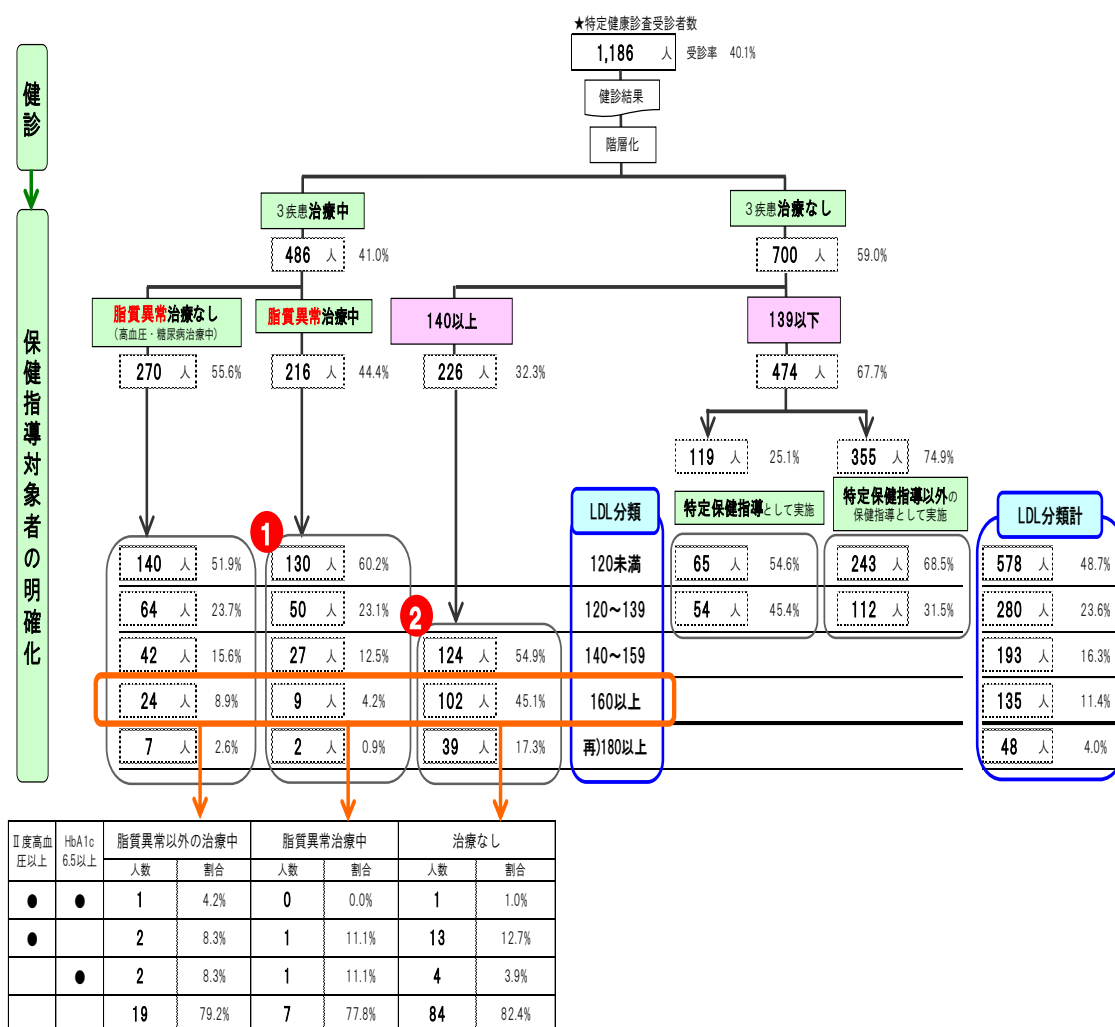 ★特定健康診査受診者数
1,186 人 受診率 40.1%
健診結果
階層化
健診
保健指導対象者の明確化
3疾患治療中
3疾患治療なし
486 人 41.0%
700 人 59.0%
脂質異常治療なし
(高血圧・糖尿病治療中)
脂質異常治療中
140以上
139以下
270 人 55.6%
216 人 44.4%
226 人 32.3%
474 人 67.7%
119 人 25.1%
355 人 74.9%
LDL分類
特定保健指導として実施
特定保健指導以外の
保健指導として実施
LDL分類計
1
140 人 51.9% 130 人 60.2% 120未満 65 人 54.6% 243 人 68.5% 578 人 48.7%
64 人 23.7% 50 人 23.1% 120～139 54 人 45.4% 112 人 31.5% 280 人 23.6%
2
42 人 15.6% 27 人 12.5% 124 人 54.9% 140～159 193 人 16.3%
24 人 8.9% 9 人 4.2% 102 人 45.1% 160以上 135 人 11.4%
7 人 2.6% 2 人 0.9% 39 人 17.3% 再)180以上 48 人 4.0%
Ⅱ度高血
圧以上
HbA1c
6.5以上
脂質異常以外の治療中 脂質異常治療中 治療なし
人数 割合 人数 割合 人数 割合
● ● 1 4.2% 0 0.0% 1 1.0%
● 2 8.3% 1 11.1% 13 12.7%
● 2 8.3% 1 11.1% 4 3.9%
19 79.2% 7 77.8% 84 82.4%